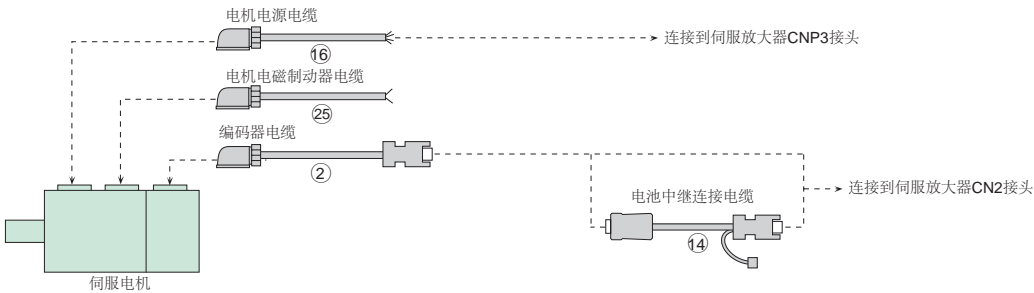 电机电源电缆
连接到伺服放大器CNP3接头
16
电机电磁制动器电缆
25
编码器电缆
2
连接到伺服放大器CN2接头
电池中继连接电缆
14
伺服电机